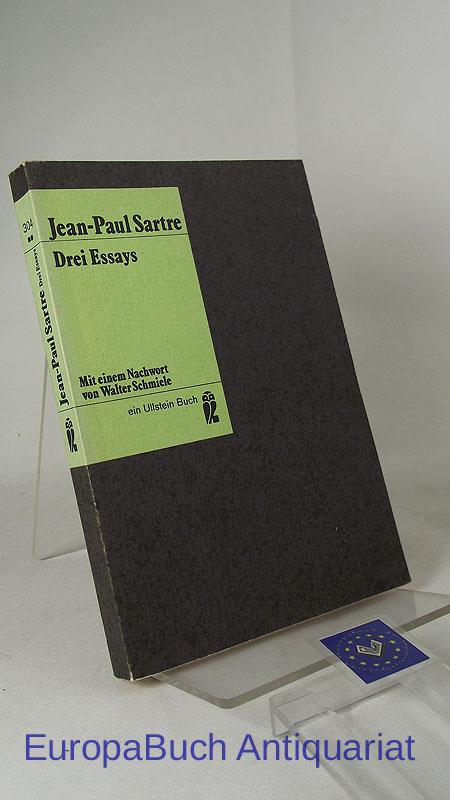 304
Jean-Paul Sartre Drei Essays
Jean-Paul Sartre
Drei Essays
Mit einem Nachwort
von Walter Schmiele
ein Ullstein Buch
EuropaBuch Antiquariat